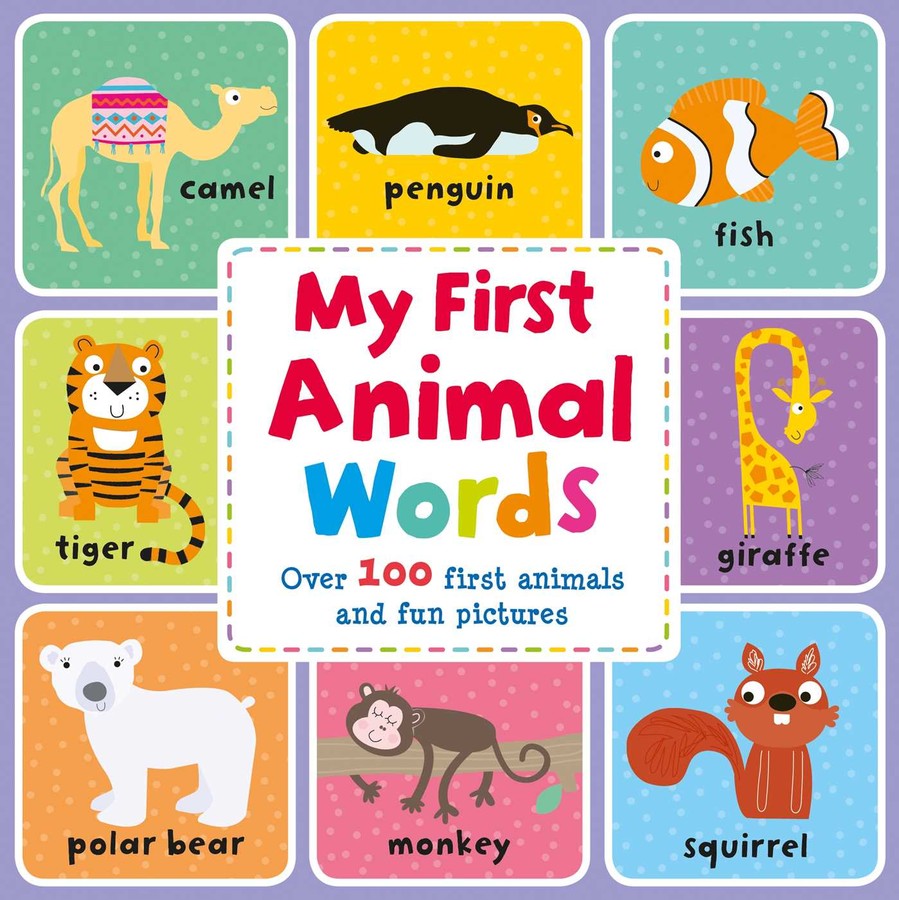 camel
penguin
fish
My First
Animal
Words
Over 100 first animals
and fun pictures
tiger
giraffe
polar bear
monkey
squirrel